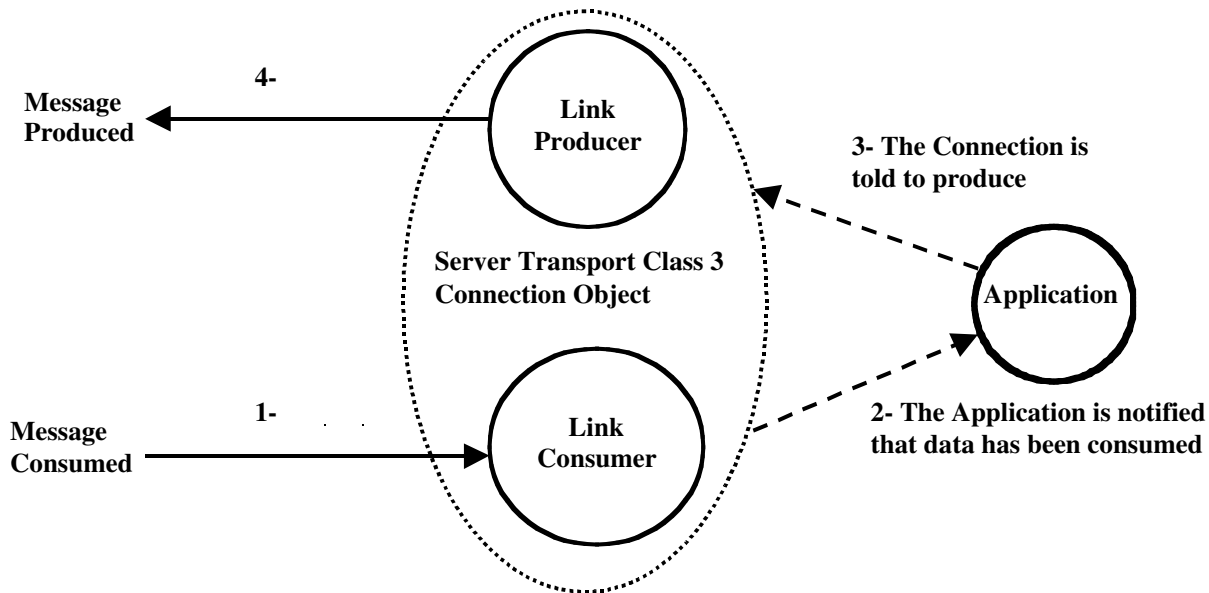 4-
Message
Produced
Link
Producer
3- The Connection is
told to produce
Server Transport Class 3
Connection Object
Application
1-
Message
Consumed
Link
Consumer
2- The Application is notified
that data has been consumed